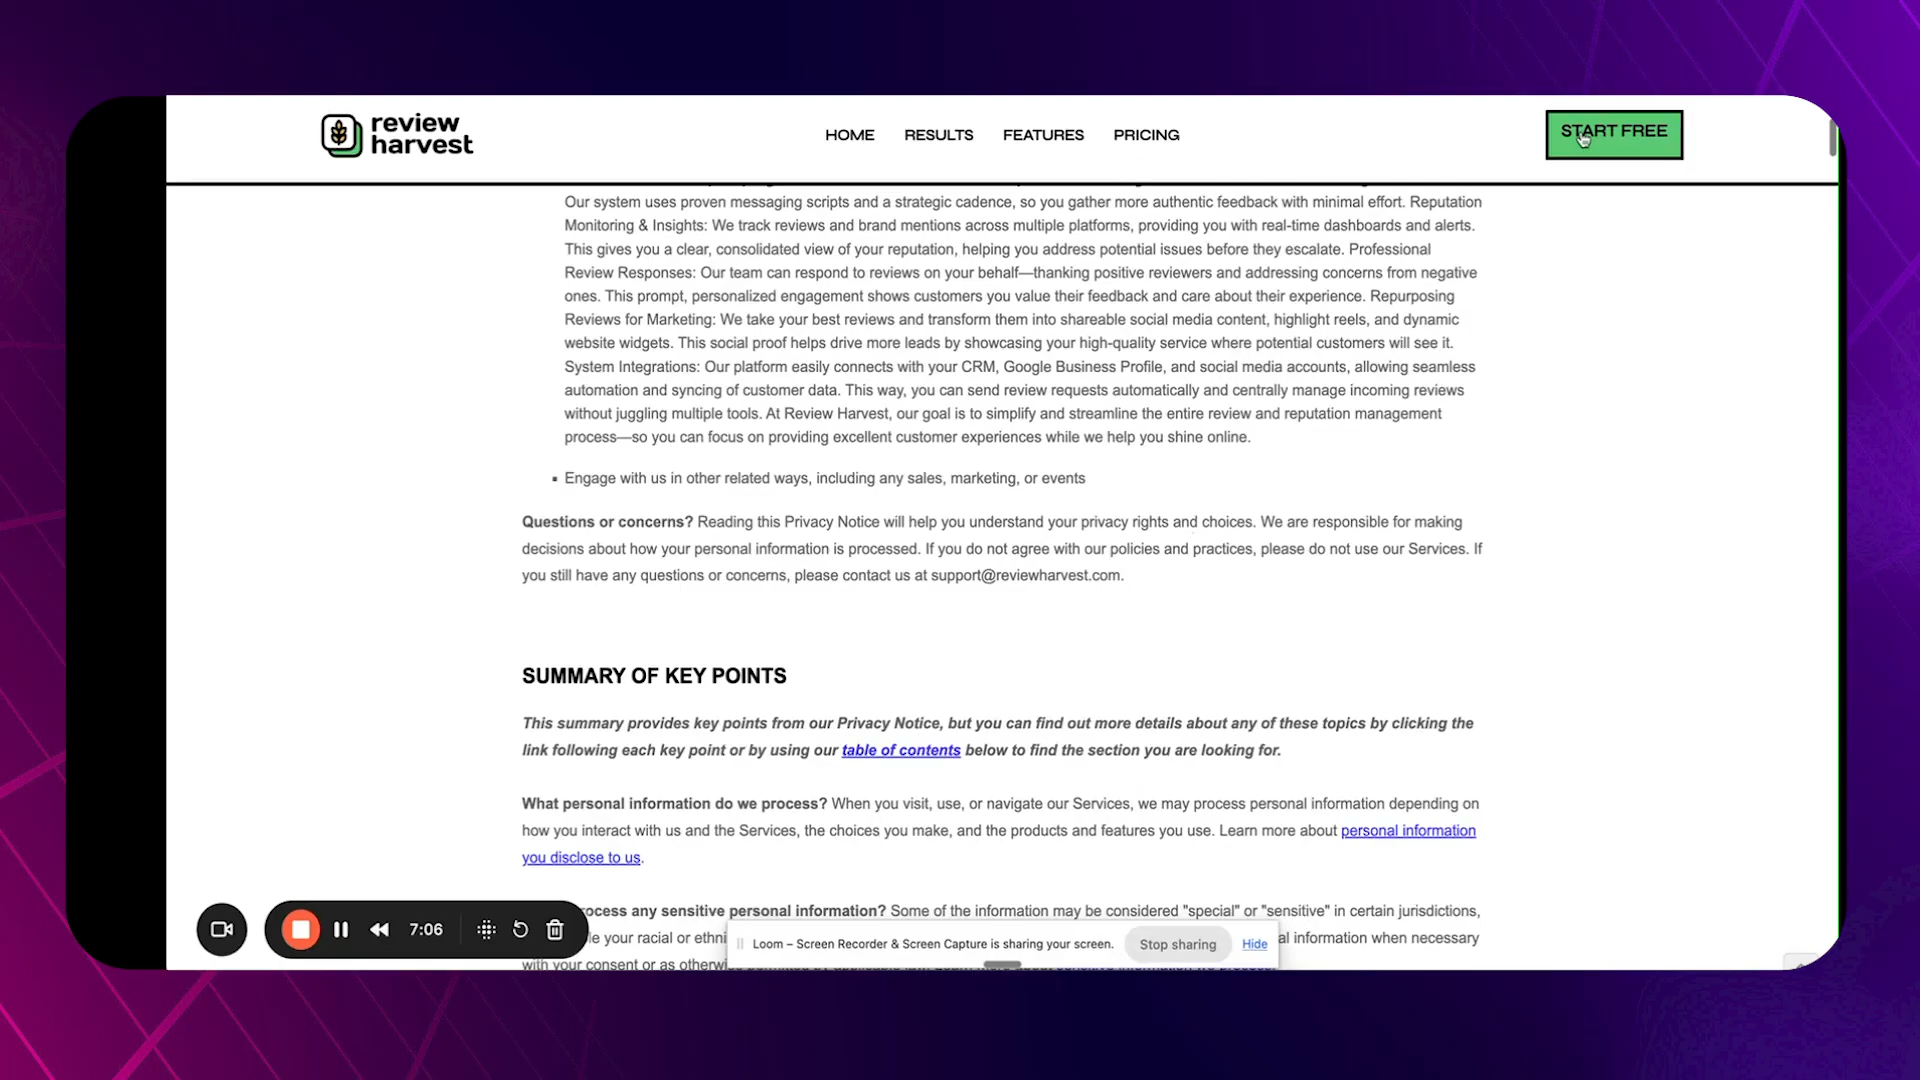 review
harvest
HOME
RESULTS
FEATURES
PRICING
START FREE
Our system uses proven messaging scripts and a strategic cadence, so you gather more authentic feedback with minimal effort. Reputation
Monitoring & Insights: We track reviews and brand mentions across multiple platforms, providing you with real-time dashboards and alerts.
This gives you a clear, consolidated view of your reputation, helping you address potential issues before they escalate. Professional
Review Responses: Our team can respond to reviews on your behalf—thanking positive reviewers and addressing concerns from negative
ones. This prompt, personalized engagement shows customers you value their feedback and care about their experience. Repurposing
Reviews for Marketing: We take your best reviews and transform them into shareable social media content, highlight reels, and dynamic
website widgets. This social proof helps drive more leads by showcasing your high-quality service where potential customers will see it.
System Integrations: Our platform easily connects with your CRM, Google Business Profile, and social media accounts, allowing seamless
automation and syncing of customer data. This way, you can send review requests automatically and centrally manage incoming reviews
without juggling multiple tools. At Review Harvest, our goal is to simplify and streamline the entire review and reputation management
process—so you can focus on providing excellent customer experiences while we help you shine online.
▪ Engage with us in other related ways, including any sales, marketing, or events
Questions or concerns? Reading this Privacy Notice will help you understand your privacy rights and choices. We are responsible for making
decisions about how your personal information is processed. If you do not agree with our policies and practices, please do not use our Services. If
you still have any questions or concerns, please contact us at support@reviewharvest.com.
SUMMARY OF KEY POINTS
This summary provides key points from our Privacy Notice, but you can find out more details about any of these topics by clicking the
link following each key point or by using our table of contents below to find the section you are looking for.
What personal information do we process? When you visit, use, or navigate our Services, we may process personal information depending on
how you interact with us and the Services, the choices you make, and the products and features you use. Learn more about personal information
you disclose to us.
ocess any sensitive personal information? Some of the information may be considered "special" or "sensitive" in certain jurisdictions,
le your racial or ethni
al information when necessary
with your consent or as otherwi
7:06
Loom – Screen Recorder & Screen Capture is sharing your screen.
Stop sharing
Hide